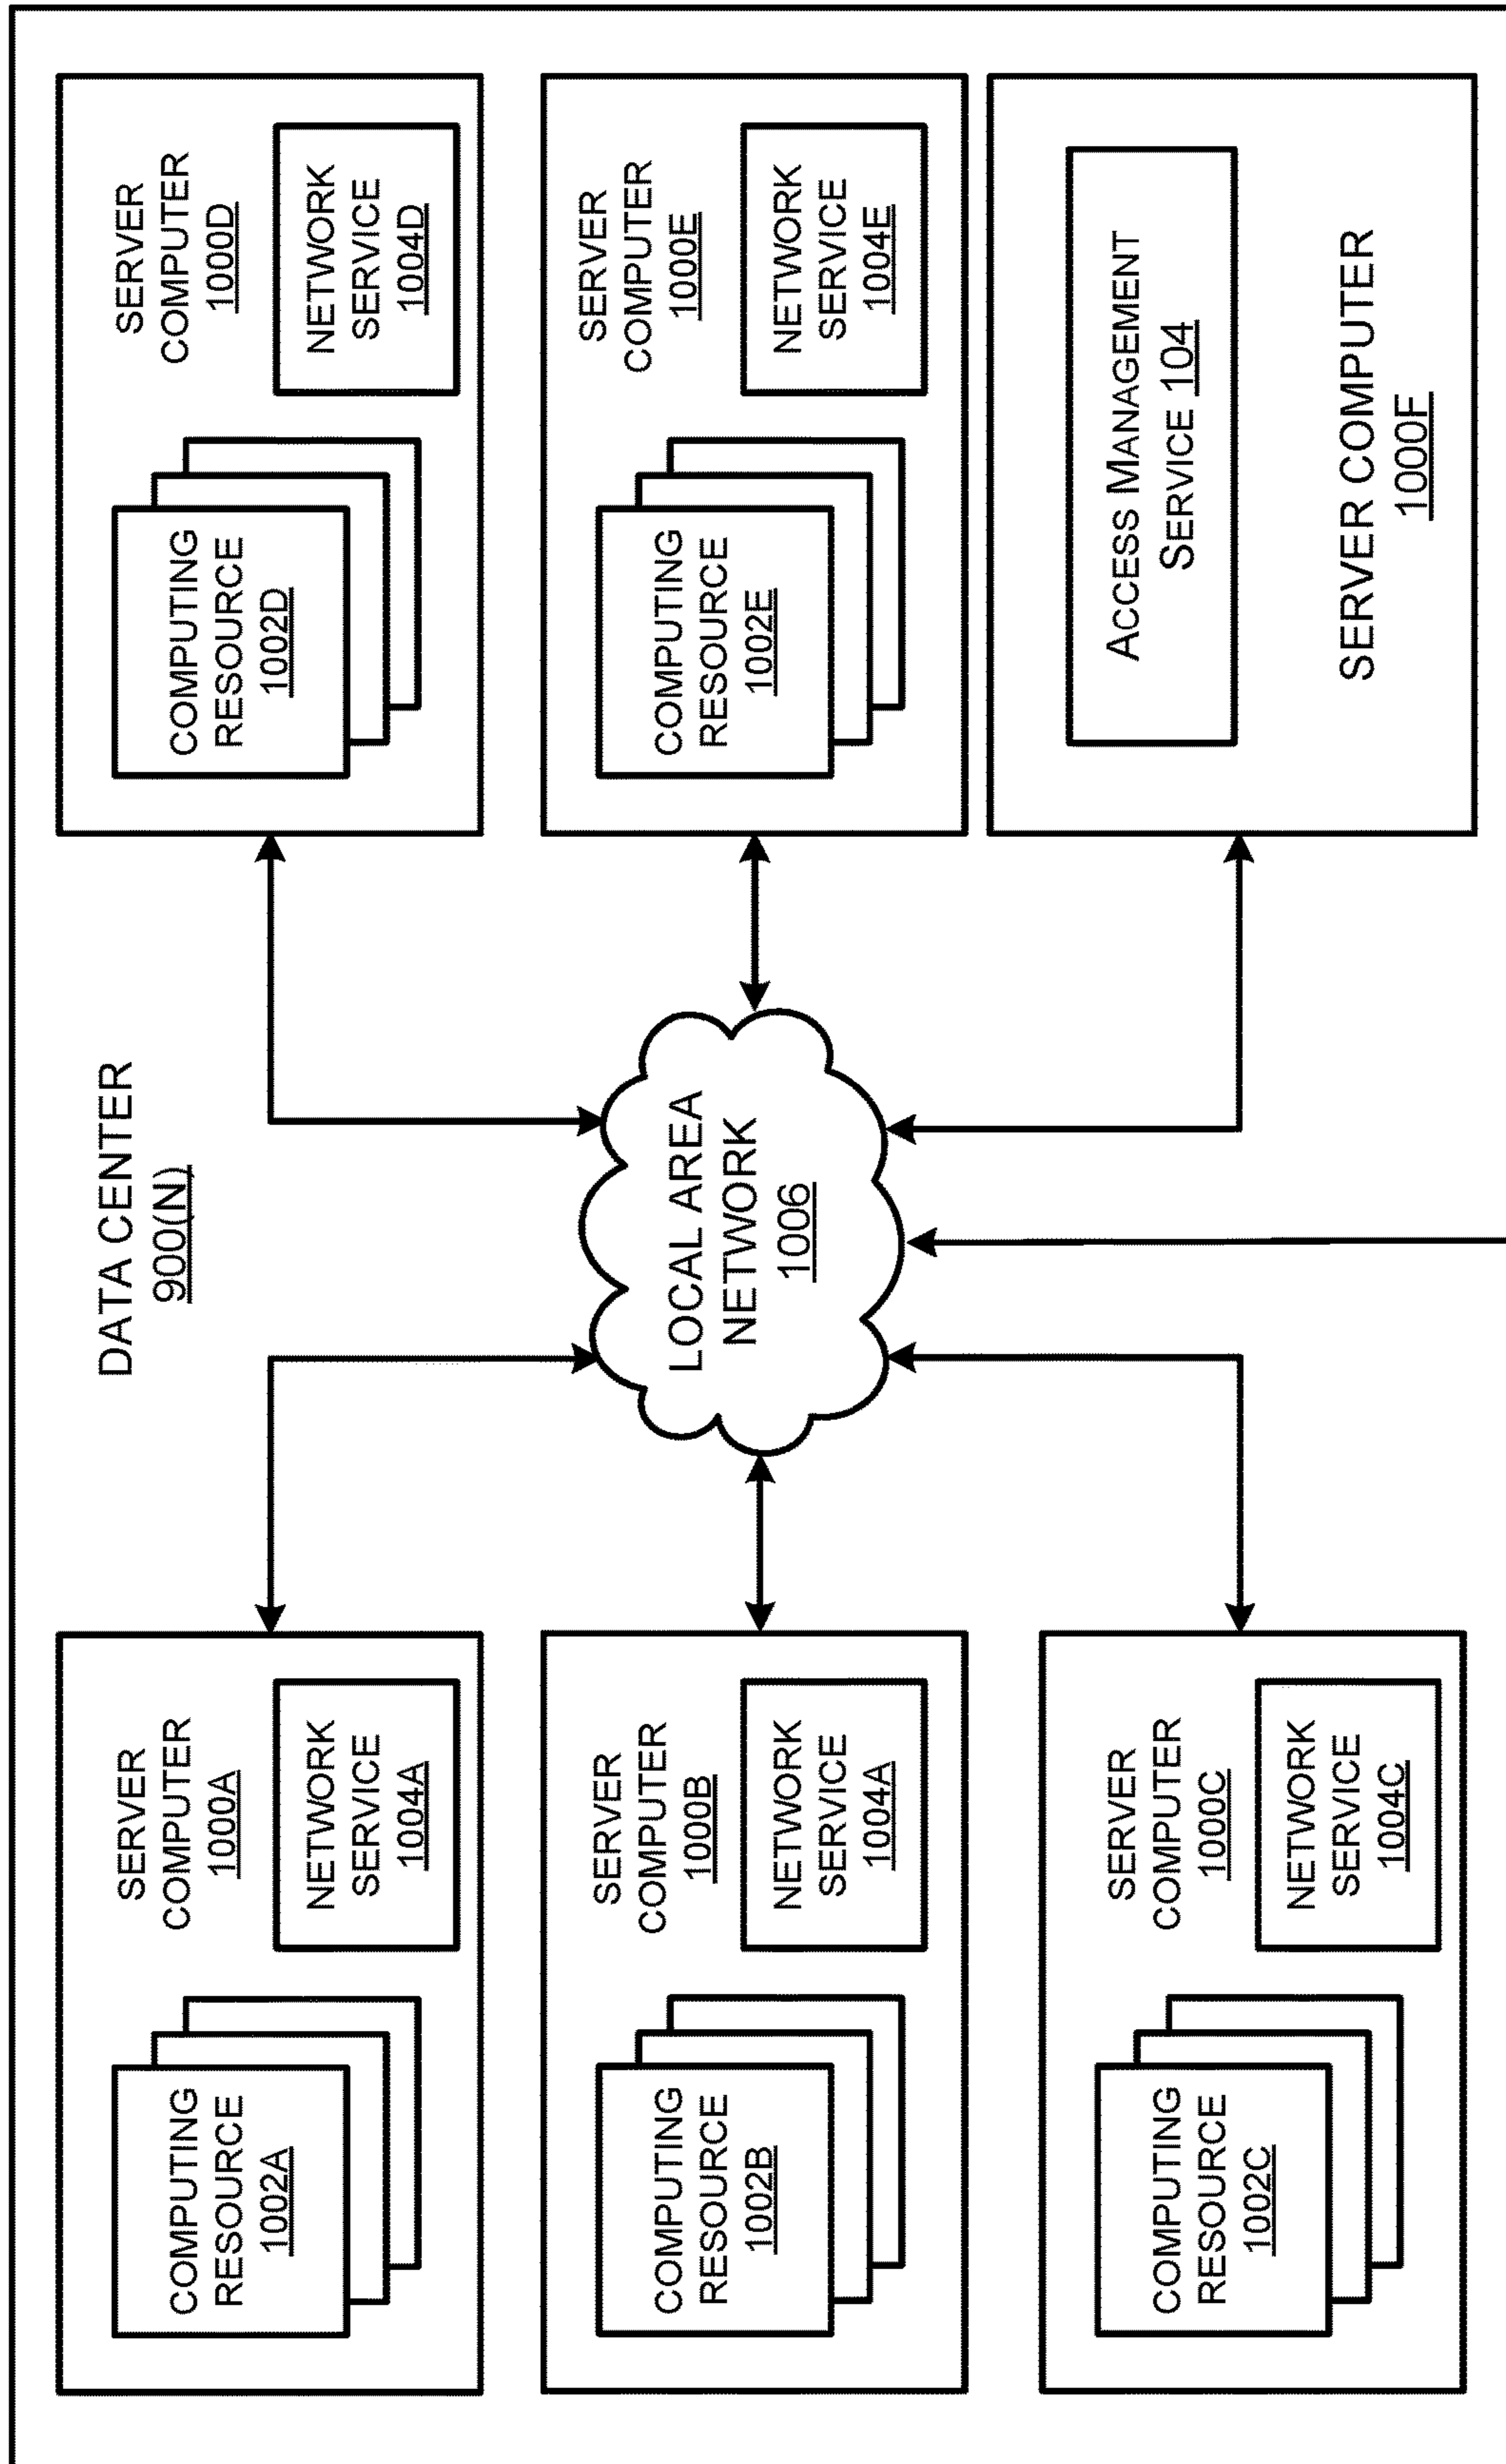 DATA CENTER
900(N)
SERVER
COMPUTER
1000A
COMPUTING
RESOURCE
1002A
NETWORK
SERVICE
1004A
SERVER
COMPUTER
1000B
COMPUTING
RESOURCE
1002B
NETWORK
SERVICE
1004A
SERVER
COMPUTER
1000C
COMPUTING
RESOURCE
1002C
NETWORK
SERVICE
1004C
LOCAL AREA
NETWORK
1006
SERVER
COMPUTER
1000D
COMPUTING
RESOURCE
1002D
NETWORK
SERVICE
1004D
SERVER
COMPUTER
1000E
COMPUTING
RESOURCE
1002E
NETWORK
SERVICE
1004E
ACCESS MANAGEMENT
SERVICE 104
SERVER COMPUTER
1000F